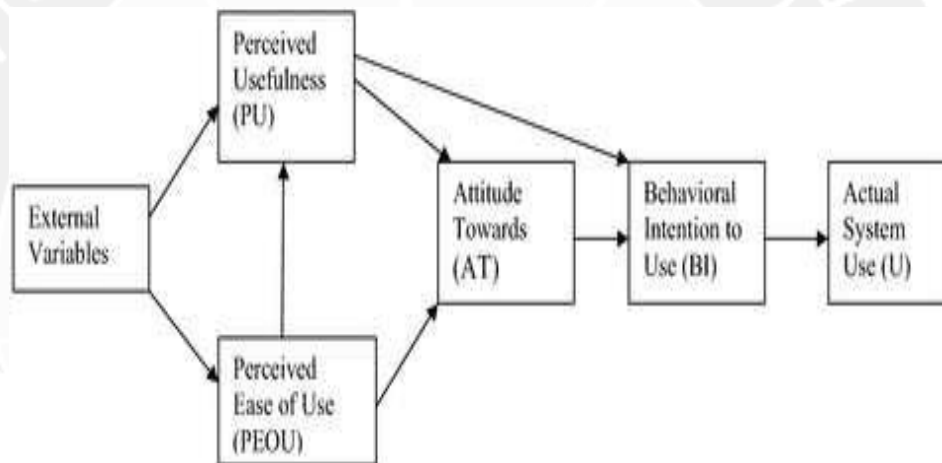 Perceived
Usefulness
(PU)
External
Variables
Perceived
Ease of Use
(PEOU)
Attitude
Towards
(AT)
Behavioral
Intention to
Use (BI)
Actual
System
Use (U)